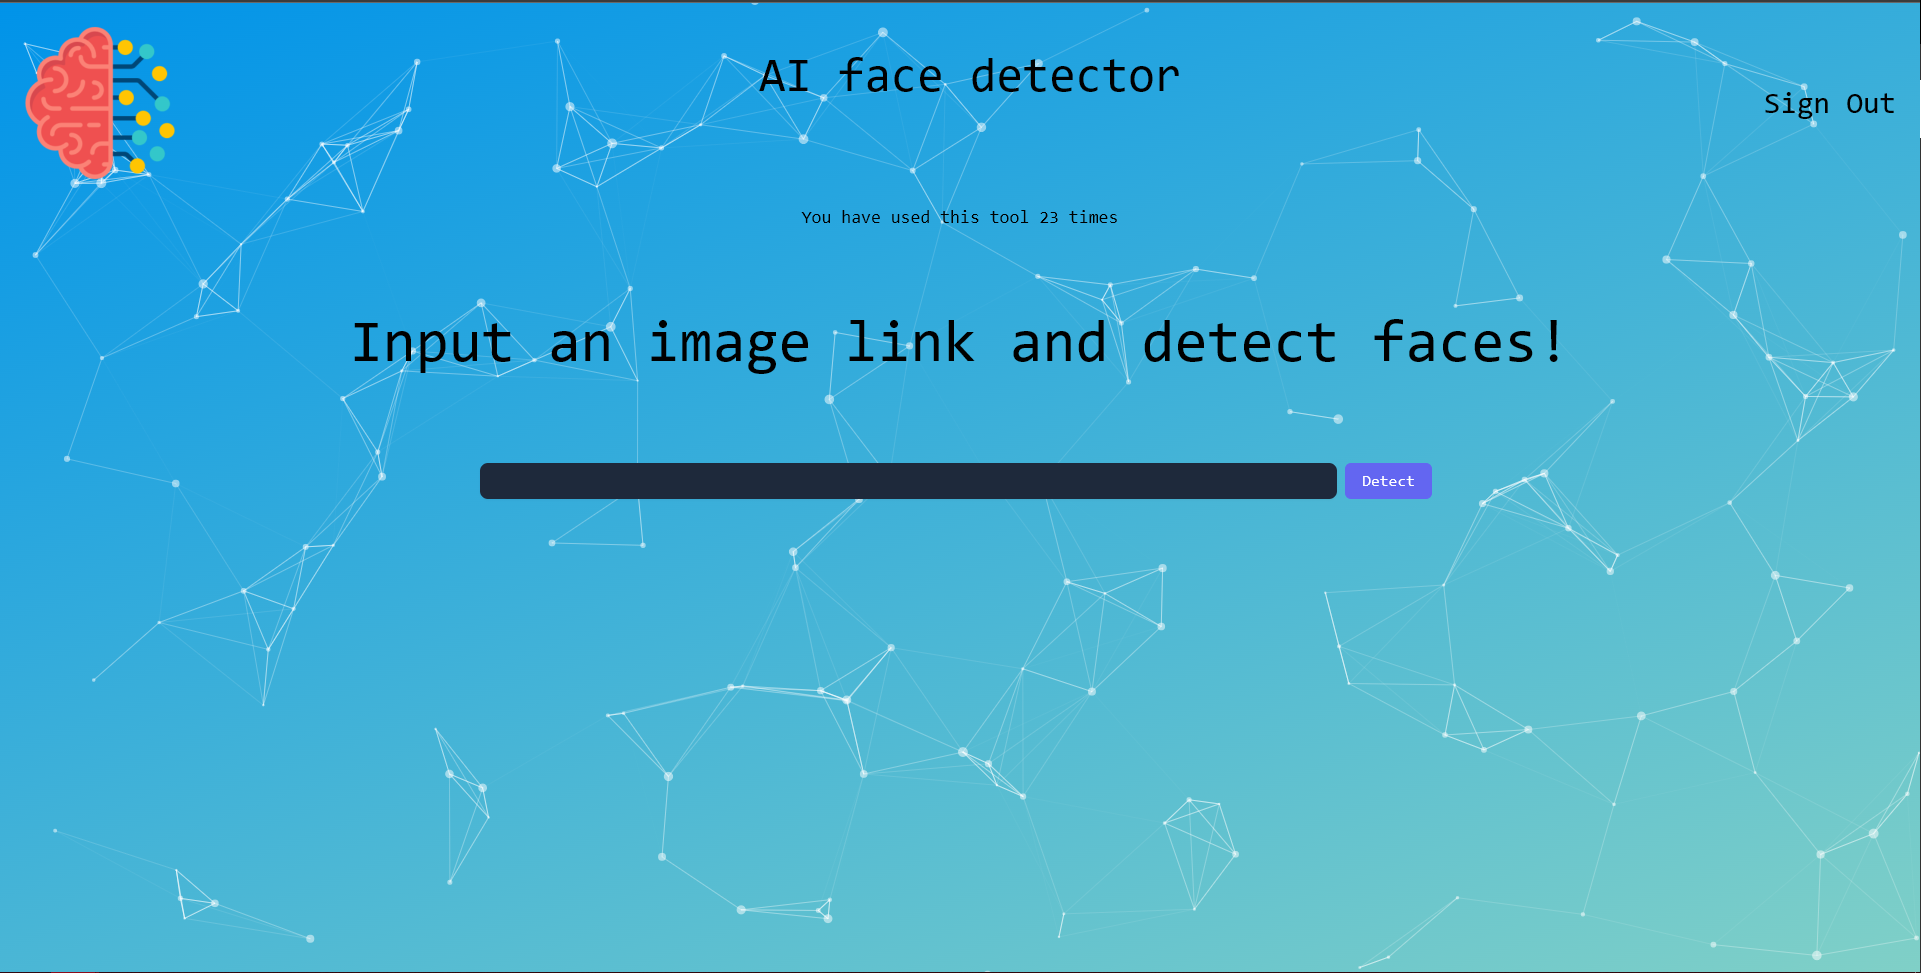 AI face detector
Sign Out
You have used this tool 23 times
Input an image link and detect faces!
Detect